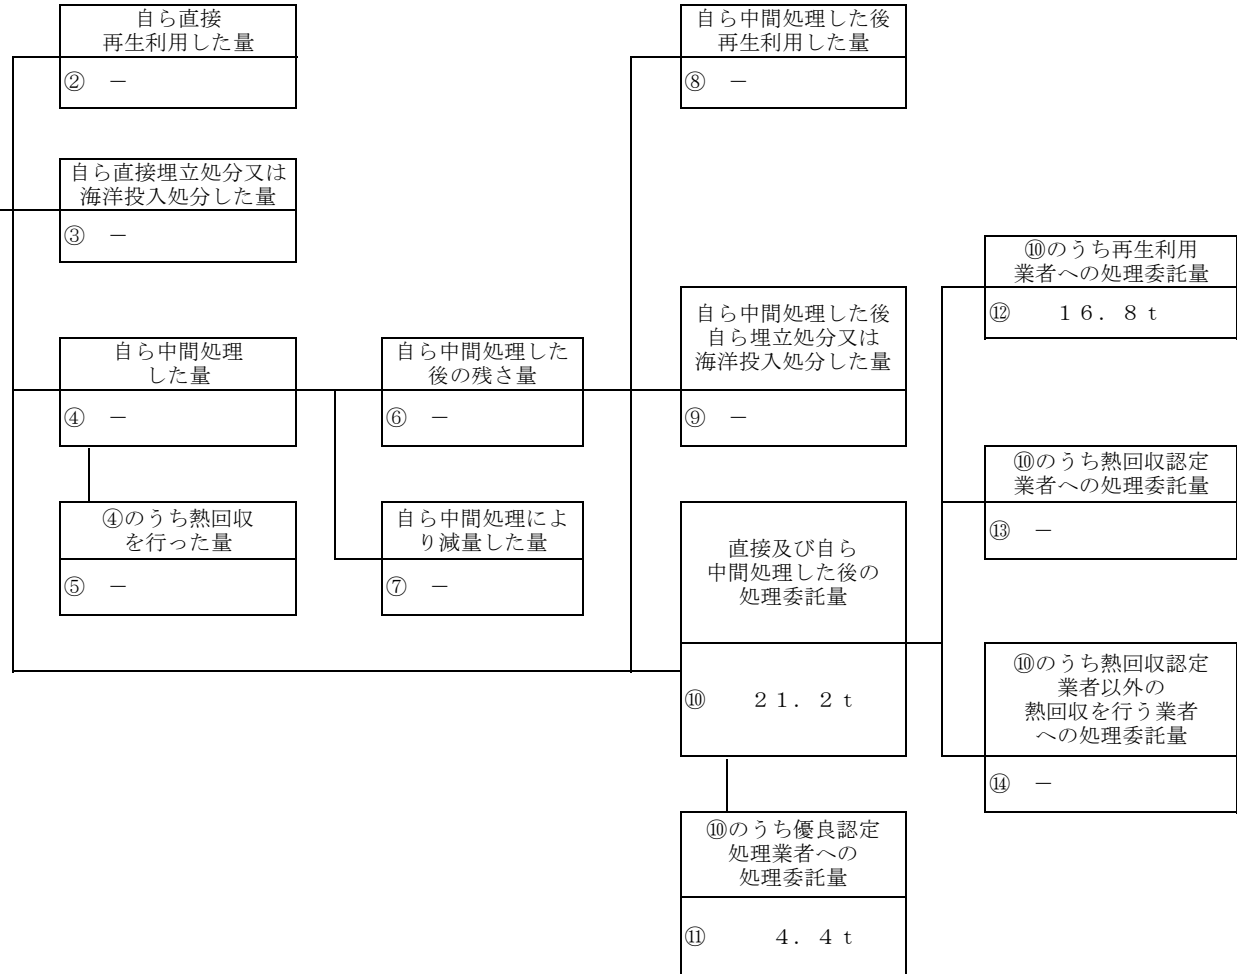 自ら直接
再生利用した量
② －
自ら中間処理した後
再生利用した量
⑧ －
自ら直接埋立処分又は
海洋投入処分した量
③ －
⑩のうち再生利用
業者への処理委託量
⑫ １６．８ｔ
自ら中間処理した後
自ら埋立処分又は
海洋投入処分した量
⑨ －
自ら中間処理
した量
④ －
自ら中間処理した
後の残さ量
⑥ －
⑩のうち熱回収認定
業者への処理委託量
⑬ －
④のうち熱回収
を行った量
⑤ －
自ら中間処理によ
り減量した量
⑦ －
直接及び自ら
中間処理した後の
処理委託量
⑩ ２１．２ｔ
⑩のうち熱回収認定
業者以外の
熱回収を行う業者
への処理委託量
⑭ －
⑩のうち優良認定
処理業者への
処理委託量
⑪ ４．４ｔ